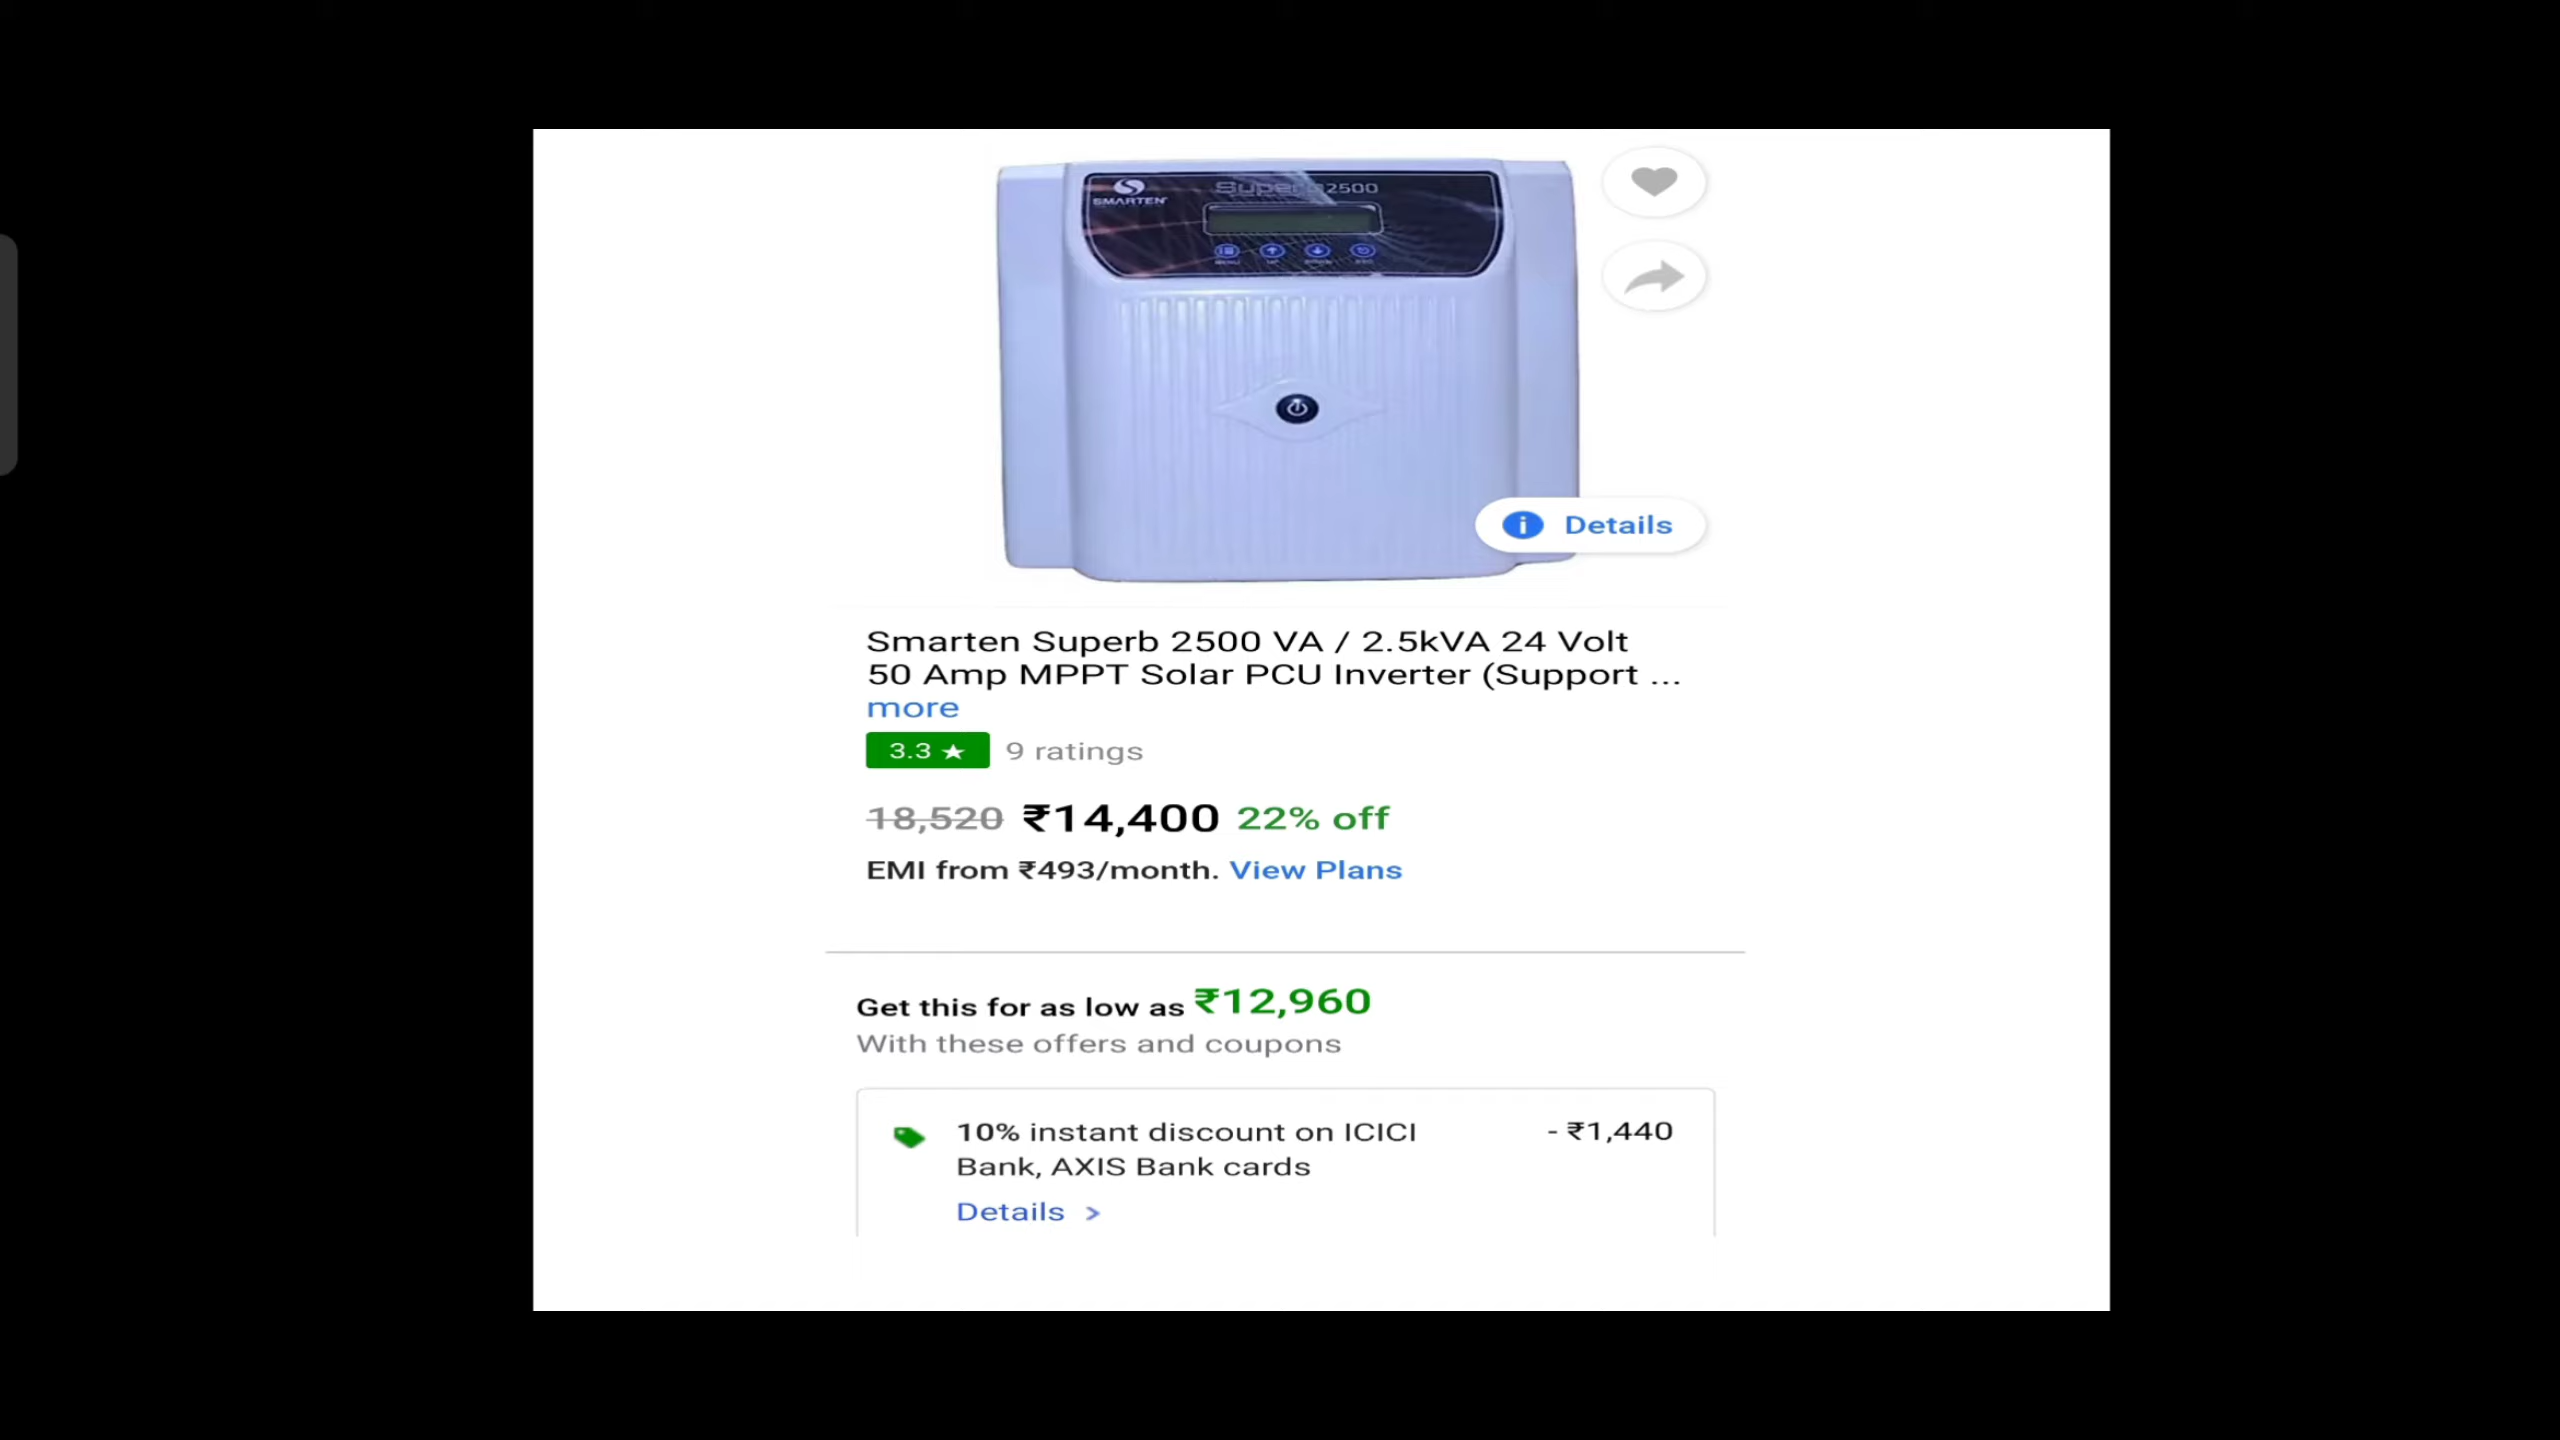 SMARTEN
Superb2500
Details
Smarten Superb 2500 VA / 2.5kVA 24 Volt
50 Amp MPPT Solar PCU Inverter (Support ...
more
3.3 ★ 9 ratings
18,520 ₹14,400 22% off
EMI from ₹493/month. View Plans
Get this for as low as ₹12,960
With these offers and coupons
10% instant discount on ICICI - ₹1,440
Bank, AXIS Bank cards
Details >